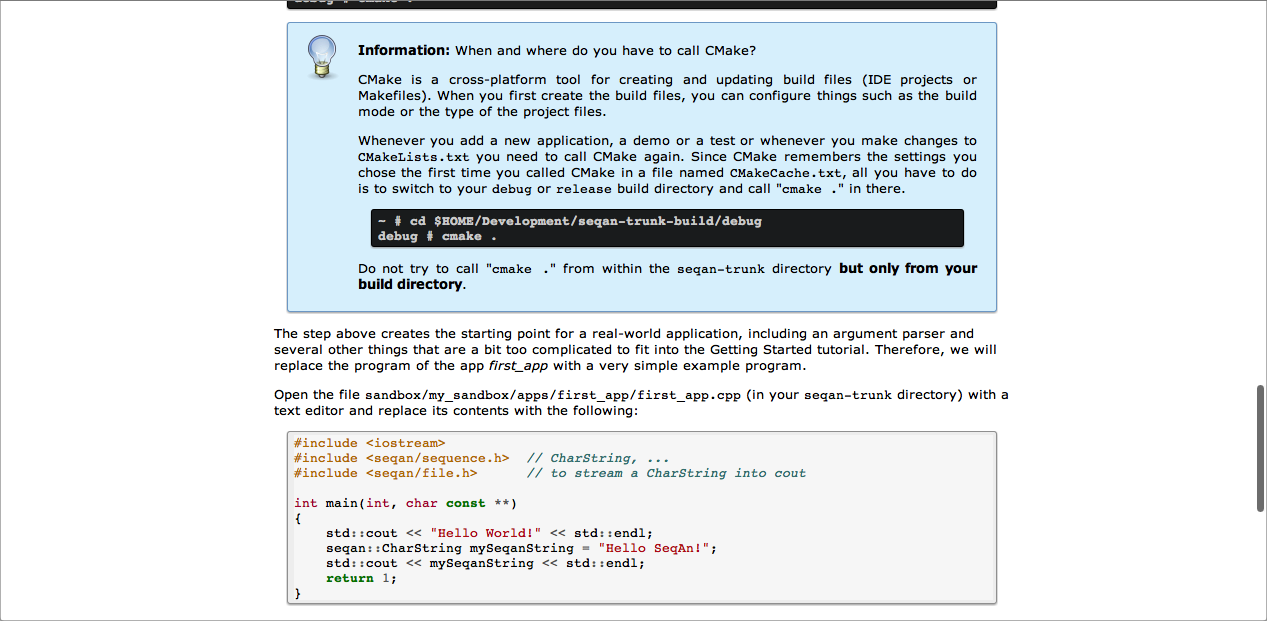 debug # cmake .
Information: When and where do you have to call CMake?
CMake is a cross-platform tool for creating and updating build files (IDE projects or
Makefiles). When you first create the build files, you can configure things such as the build
mode or the type of the project files.
Whenever you add a new application, a demo or a test or whenever you make changes to
CMakeLists.txt you need to call CMake again. Since CMake remembers the settings you
chose the first time you called CMake in a file named CMakeCache.txt, all you have to do
is to switch to your debug or release build directory and call "cmake ." in there.
~ # cd $HOME/Development/seqan-trunk-build/debug
debug # cmake .
Do not try to call "cmake ." from within the seqan-trunk directory but only from your
build directory.
The step above creates the starting point for a real-world application, including an argument parser and
several other things that are a bit too complicated to fit into the Getting Started tutorial. Therefore, we will
replace the program of the app first_app with a very simple example program.
Open the file sandbox/my_sandbox/apps/first_app/first_app.cpp (in your seqan-trunk directory) with a
text editor and replace its contents with the following:
#include <iostream>
#include <seqan/sequence.h>  // CharString, ...
#include <seqan/file.h>      // to stream a CharString into cout
int main(int, char const **)
{
    std::cout << "Hello World!" << std::endl;
    seqan::CharString mySeqanString = "Hello SeqAn!";
    std::cout << mySeqanString << std::endl;
    return 1;
}